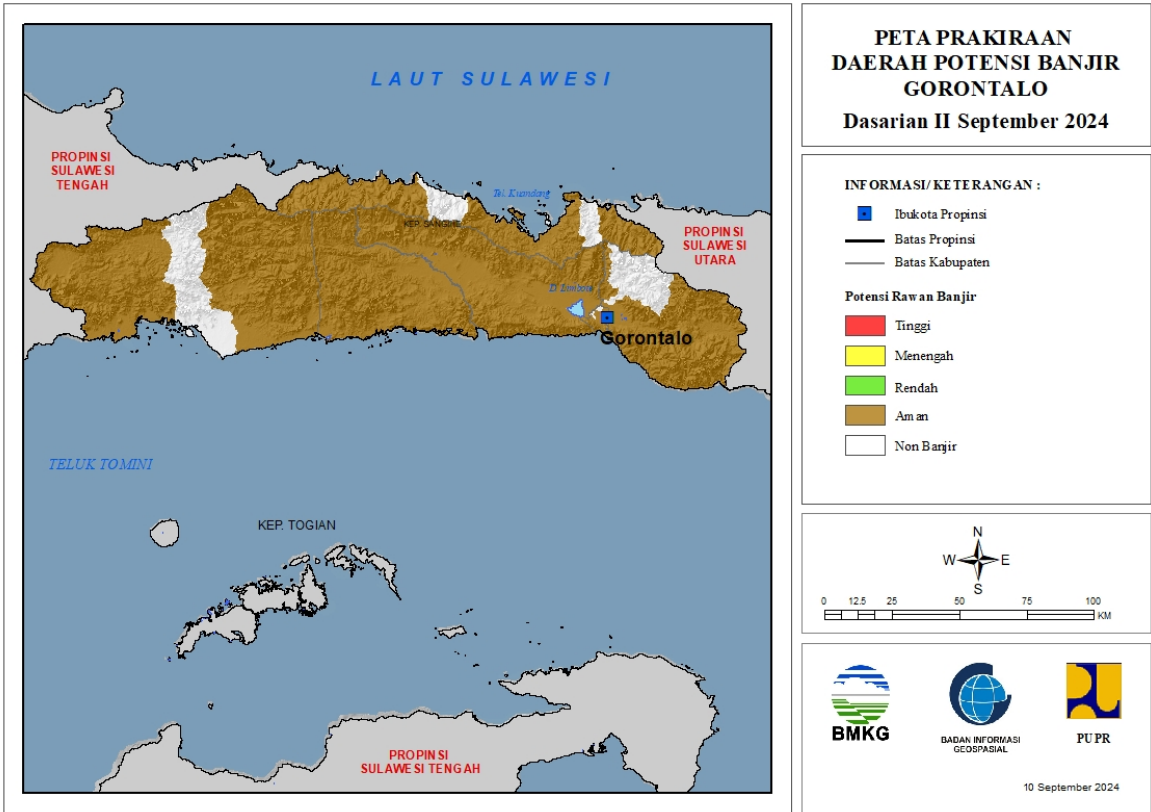 LAUT SULAWESI
PROPINSI
SULAWESI
TENGAH
Tel. Kuandang
KEP. SANGIHE
PROPINSI
SULAWESI
UTARA
D. Limboto
Gorontalo
TELUK TOMINI
KEP. TOGIAN
PROPINSI
SULAWESI TENGAH
PETA PRAKIRAAN
DAERAH POTENSI BANJIR
GORONTALO
Dasarian II September 2024
INFORMASI/ KETERANGAN :
Ibukota Propinsi
Batas Propinsi
Batas Kabupaten
Potensi Rawan Banjir
Tinggi
Menengah
Rendah
Aman
Non Banjir
N
W E
S
0 12.5 25 50 75 100
KM
BMKG
BADAN INFORMASI
GEOSPASIAL
PUPR
10 September 2024